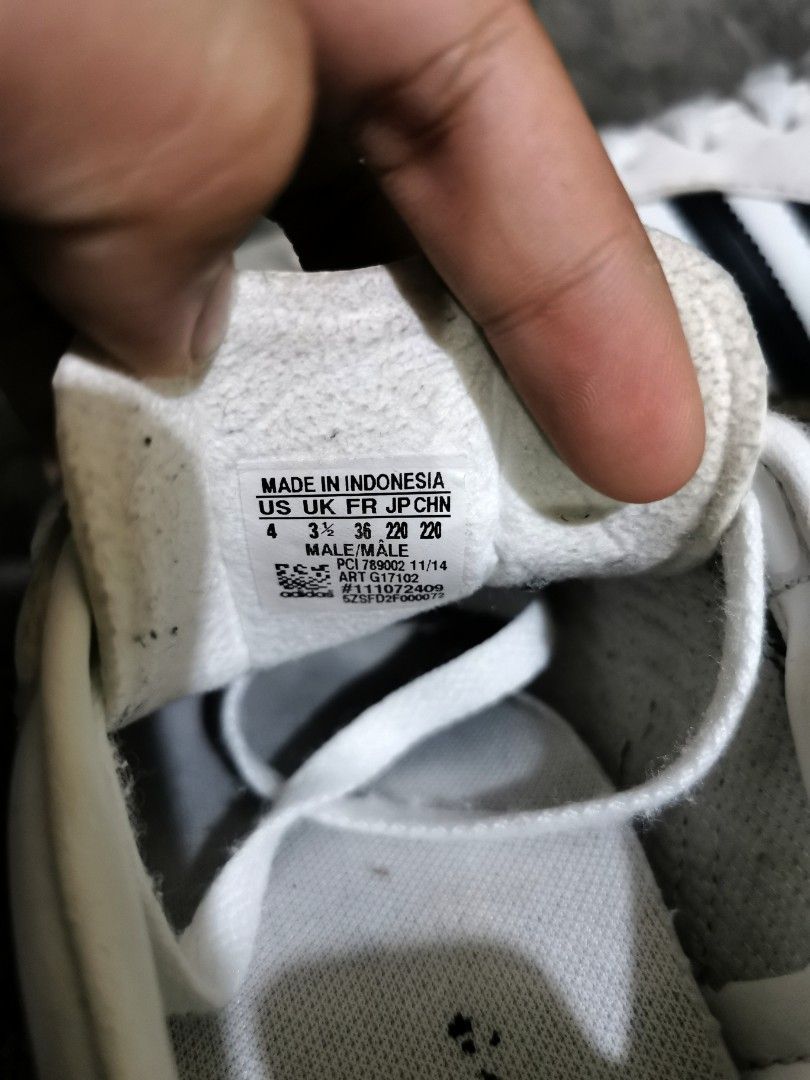 MADE IN INDONESIA
US UK FR JP CHN
4 3½ 36 220 220
MALE/MÂLE
PCI 789002 11/14
ART G17102
#111072409
adidas 5ZSFD2F000072